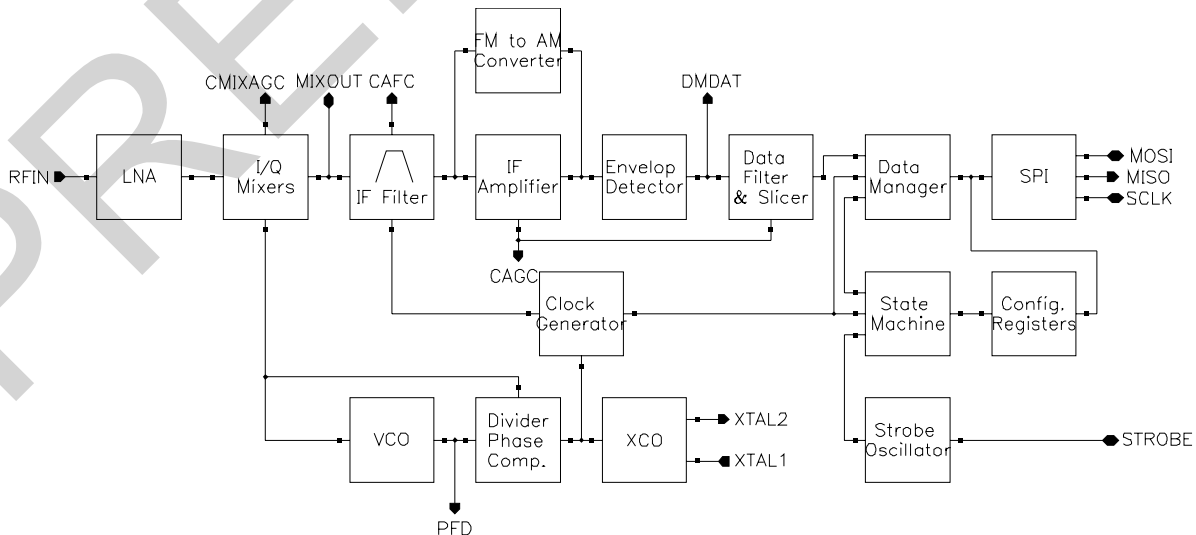 PRE
FM to AM
Converter
CMIXAGC
MIXOUT
CAFC
DMDAT
RFIN
LNA
I/Q
Mixers
IF Filter
IF
Amplifier
Envelop
Detector
Data
Filter
& Slicer
Data
Manager
SPI
MOSI
MISO
SCLK
CAGC
Clock
Generator
State
Machine
Config.
Registers
VCO
Divider
Phase
Comp.
XCO
XTAL2
XTAL1
Strobe
Oscillator
STROBE
PFD